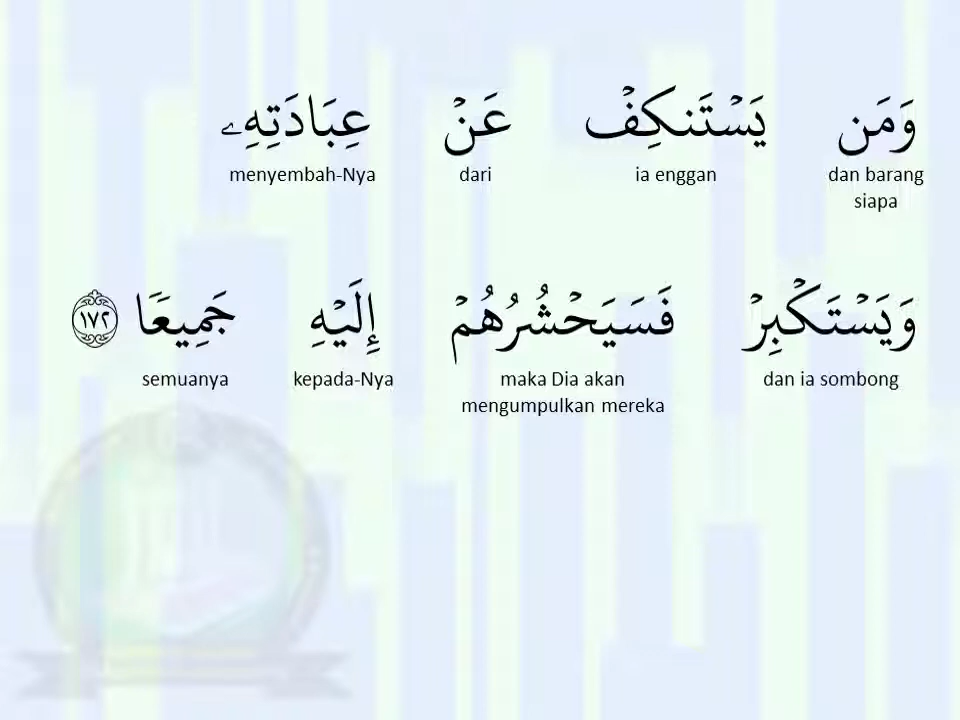 وَمَن يَسْتَنكِفْ عَنْ عِبَادَتِهِۦ
dan barang siapa ia enggan dari menyembah-Nya
وَيَسْتَكْبِرْ فَسَيَحْشُرُهُمْ إِلَيْهِ جَمِيعًا ١٧٢
dan ia sombong maka Dia akan mengumpulkan mereka kepada-Nya semuanya